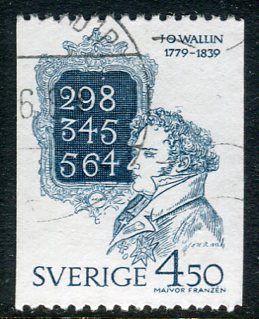 J O WALLIN
1779-1839
298
345
564
SVERIGE 4.50
MAJVOR FRANZÉN